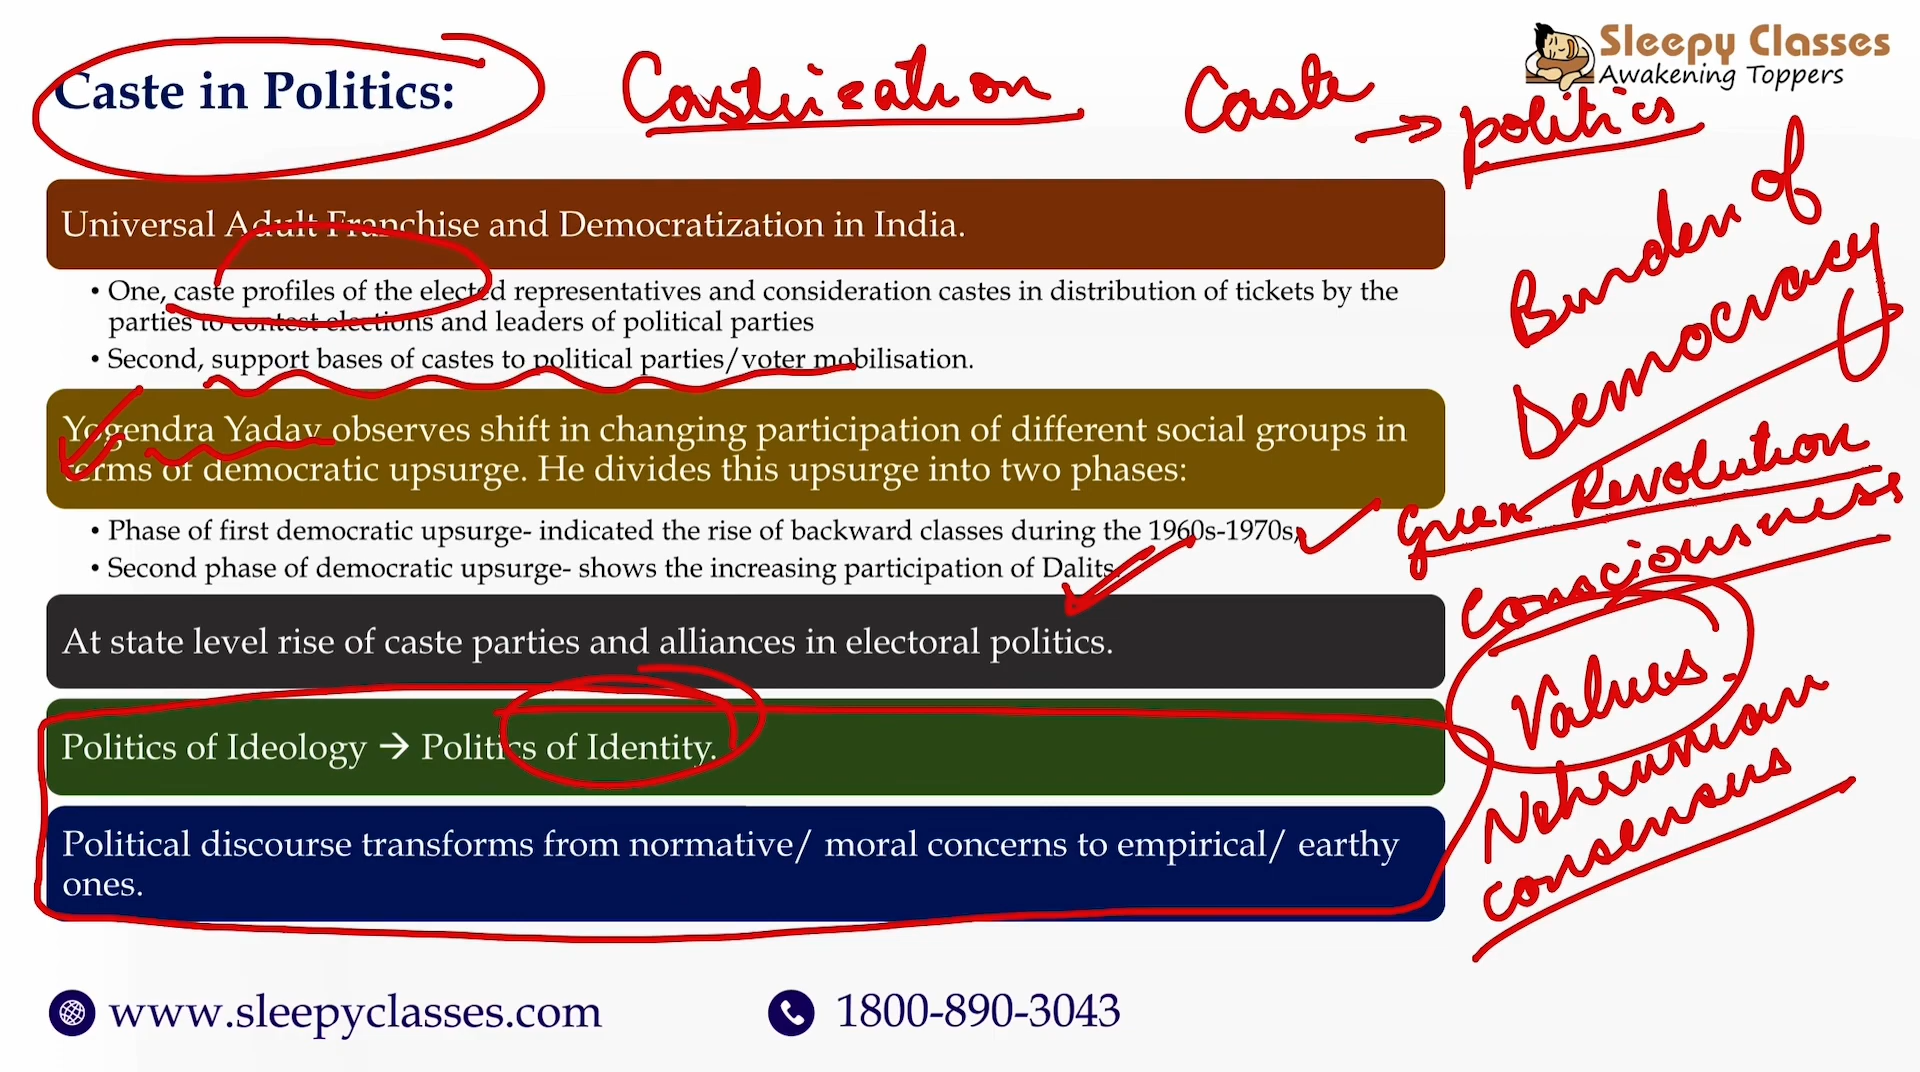 Sleepy Classes
Awakening Toppers
Caste in Politics:
Castization
Caste
→ politics
Universal Adult Franchise and Democratization in India.
• One, caste profiles of the elected representatives and consideration castes in distribution of tickets by the
parties to contest elections and leaders of political parties
• Second, support bases of castes to political parties/voter mobilisation.
Yogendra Yadav observes shift in changing participation of different social groups in
terms of democratic upsurge. He divides this upsurge into two phases:
• Phase of first democratic upsurge- indicated the rise of backward classes during the 1960s-1970s;
• Second phase of democratic upsurge- shows the increasing participation of Dalits.
At state level rise of caste parties and alliances in electoral politics.
Politics of Ideology → Politics of Identity.
Political discourse transforms from normative/ moral concerns to empirical/ earthy
ones.
Burden of
Democracy
Green Revolution
Consciousness
Values
Nehruvian
consensus
www.sleepyclasses.com
1800-890-3043